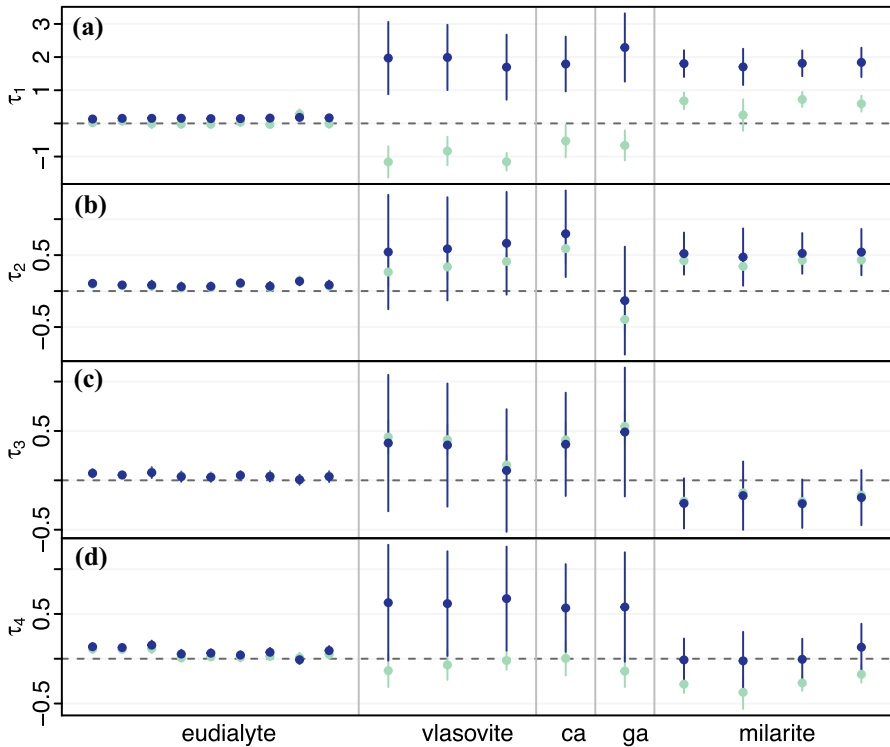 (a)
τ1
3
2
1
−1
(b)
τ2
0.5
−0.5
(c)
τ3
0.5
−0.5
(d)
τ4
0.5
−0.5
eudialyte vlasovite ca ga milarite